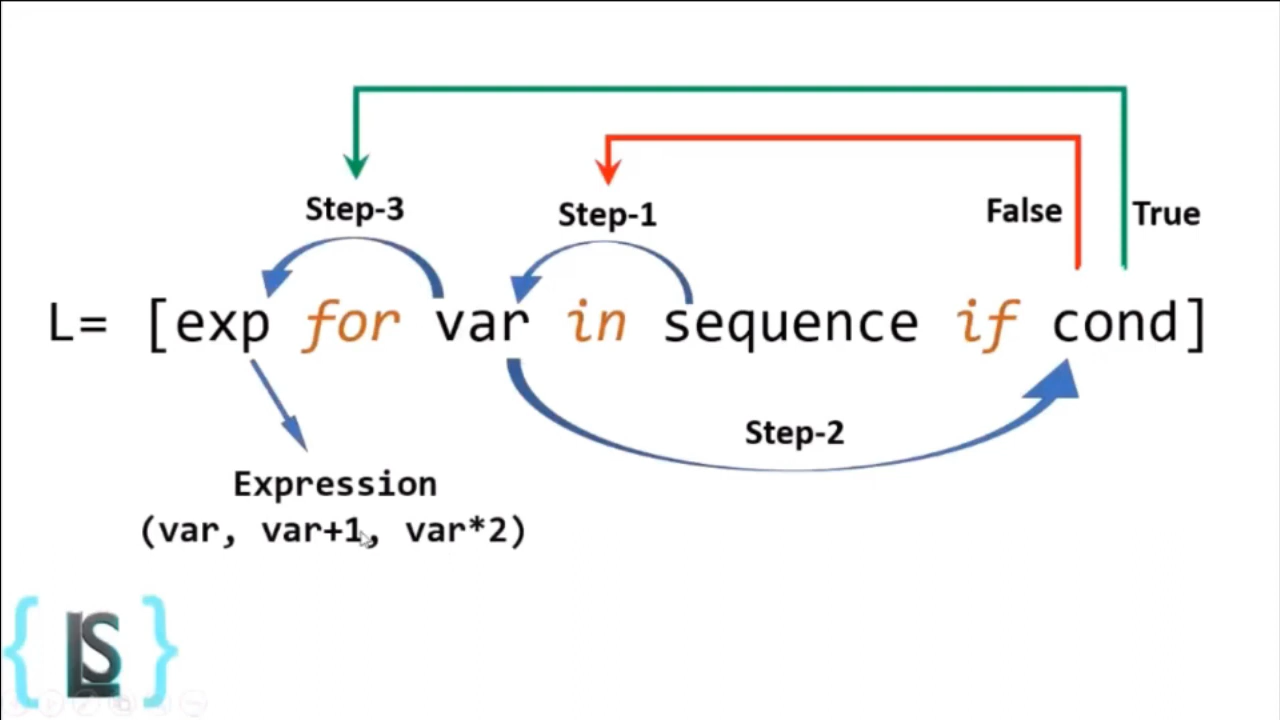 Step-3
Step-1
False
True
L= [exp for var in sequence if cond]
Step-2
Expression
(var, var+1, var*2)
{LS}